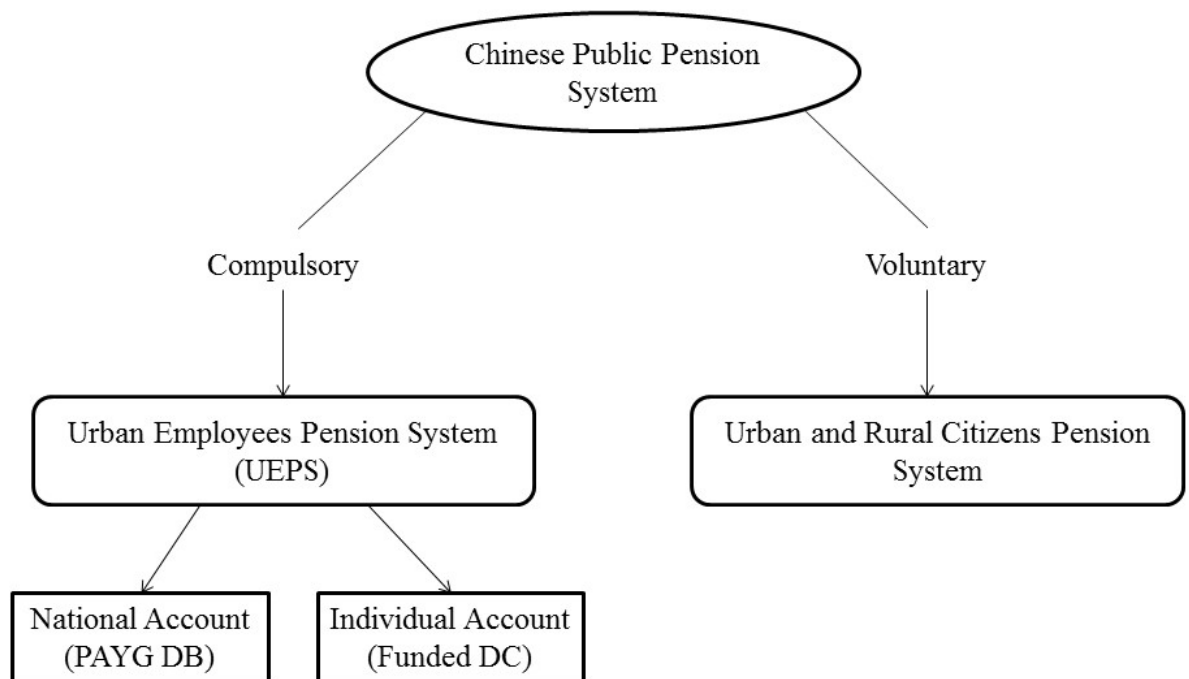 Chinese Public Pension
System
Compulsory
Voluntary
Urban Employees Pension System
(UEPS)
Urban and Rural Citizens Pension
System
National Account
(PAYG DB)
Individual Account
(Funded DC)